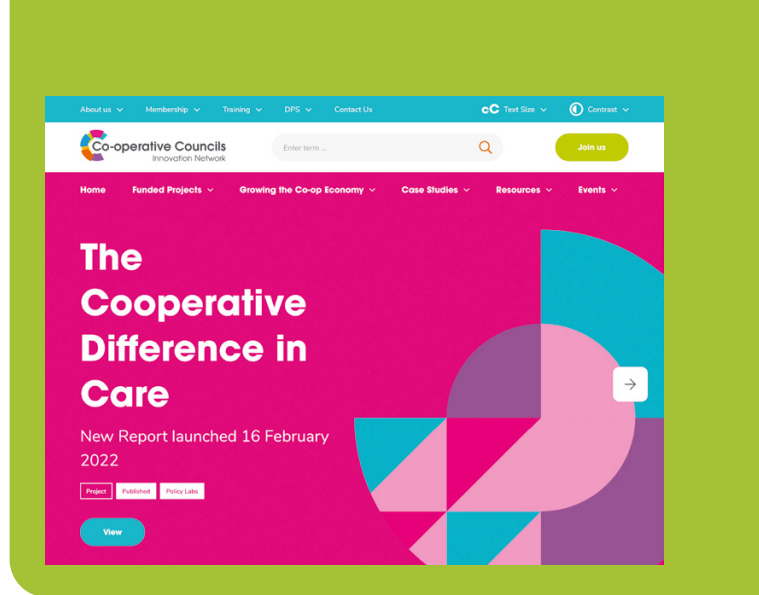 About us Membership Training DPS Contact Us cC Text Size Contrast
Co-operative Councils
Innovation Network
Enter term ...
Join us
Home Funded Projects Growing the Co-op Economy Case Studies Resources Events
The
Cooperative
Difference in
Care
New Report launched 16 February
2022
Project Published Policy Labs
View